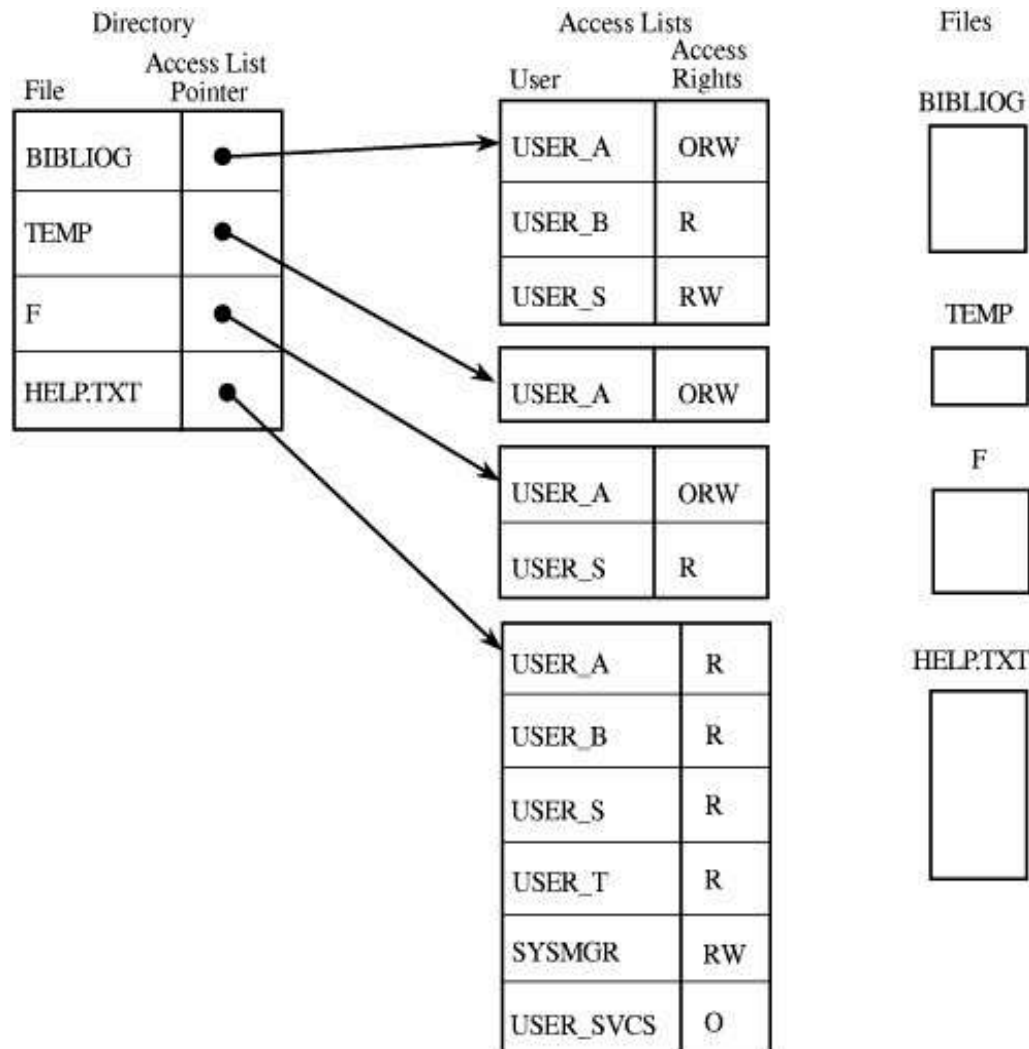 Directory
File Access List Pointer
BIBLIOG
TEMP
F
HELP.TXT
Access Lists
User Access Rights
USER_A ORW
USER_B R
USER_S RW
USER_A ORW
USER_A ORW
USER_S R
USER_A R
USER_B R
USER_S R
USER_T R
SYSMGR RW
USER_SVCS O
Files
BIBLIOG
TEMP
F
HELP.TXT